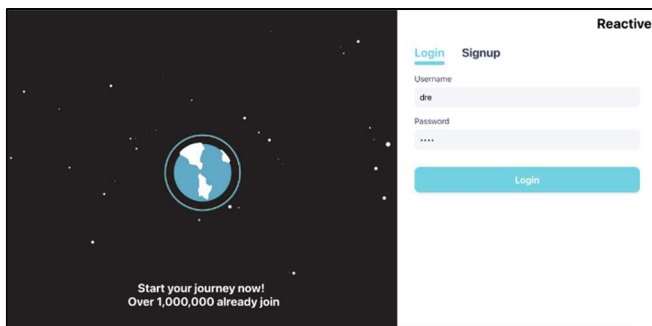 Reactive
Login Signup
Username
dre
Password
....
Login
Start your journey now!
Over 1,000,000 already join